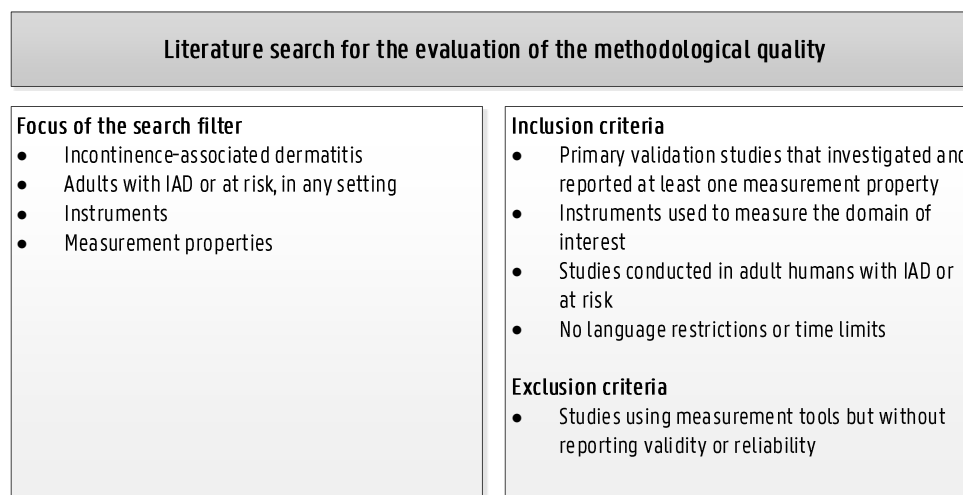 Literature search for the evaluation of the methodological quality
Focus of the search filter
• Incontinence-associated dermatitis
• Adults with IAD or at risk, in any setting
• Instruments
• Measurement properties
Inclusion criteria
• Primary validation studies that investigated and
reported at least one measurement property
• Instruments used to measure the domain of
interest
• Studies conducted in adult humans with IAD or
at risk
• No language restrictions or time limits
Exclusion criteria
• Studies using measurement tools but without
reporting validity or reliability